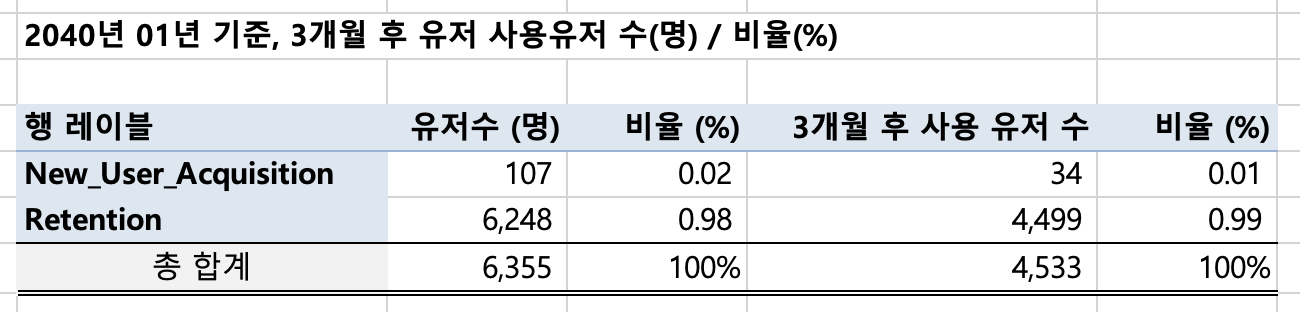 2040년 01년 기준, 3개월 후 유저 사용유저 수(명) / 비율(%)
행 레이블 유저수 (명) 비율 (%) 3개월 후 사용 유저 수 비율 (%)
New_User_Acquisition 107 0.02 34 0.01
Retention 6,248 0.98 4,499 0.99
총 합계 6,355 100% 4,533 100%